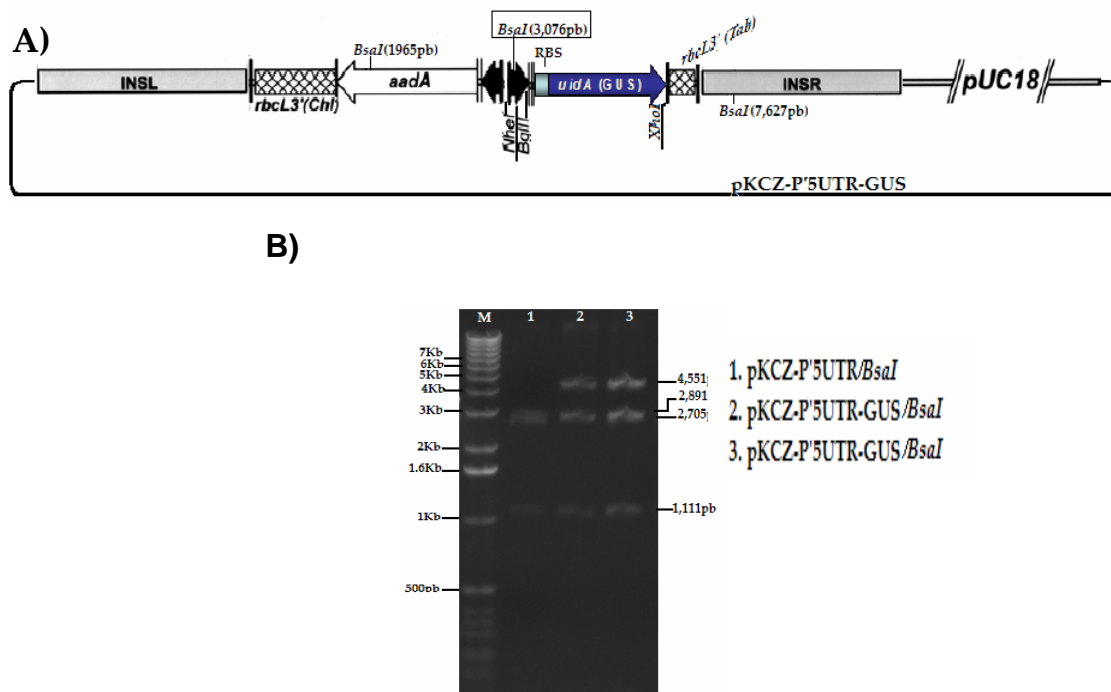 A)
BsaI(3,076pb)
BsaI(1965pb)
RBS
rbcL3' (Tab)
INSL
rbcL3'(Chl)
aadA
uidA (GUS)
INSR
pUC18
NheI
BglII
XhoI
BsaI(7,627pb)
pKCZ-P'5UTR-GUS
B)
M 1 2 3
7Kb
6Kb
5Kb
4Kb
3Kb
2Kb
1.6Kb
1Kb
500pb
4,551p
2,891
2,705p
1,111pb
1. pKCZ-P'5UTR/BsaI
2. pKCZ-P'5UTR-GUS/BsaI
3. pKCZ-P'5UTR-GUS/BsaI